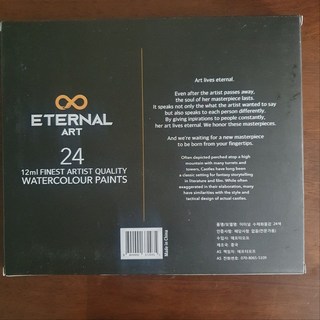 Art lives eternal.
Even after the artist passes away,
the soul of her masterpiece lasts.
It speaks not only the what the artist wanted to say
but also speaks to each person differently.
By giving inpirations to people constantly,
her art lives eternal. We honor these masterpieces.
And we're waiting for a new masterpiece
to be born from your fingertips.
ETERNAL
ART
24
12ml FINEST ARTIST QUALITY
WATERCOLOUR PAINTS
Often depicted perched atop a high
mountain with many turrets and
towers, Castles have long been
a classic setting for fantasy storytelling
in literature and film. While often
exaggerated in their elaboration, many
have similarities with the style and
tactical design of actual castles.
Made in China